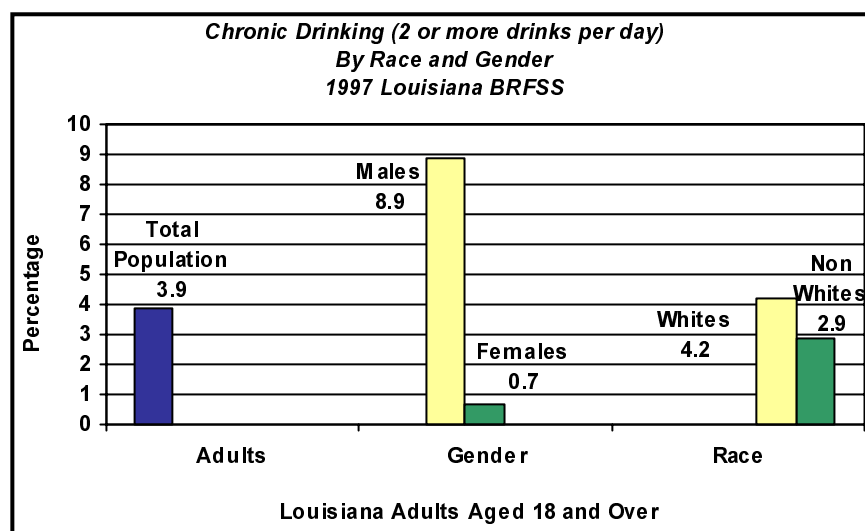 Chronic Drinking (2 or more drinks per day)
By Race and Gender
1997 Louisiana BRFSS
Percentage
10
9
8
7
6
5
4
3
2
1
0
Total
Population
3.9
Males
8.9
Females
0.7
Whites
4.2
Non
Whites
2.9
Adults
Gender
Race
Louisiana Adults Aged 18 and Over